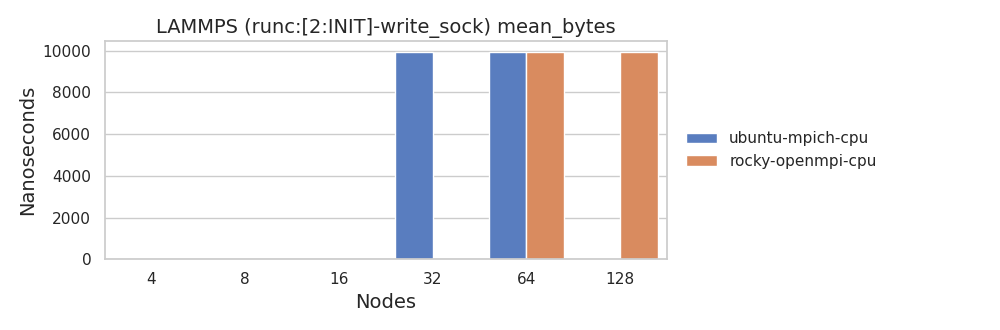 LAMMPS (runc:[2:INIT]-write_sock) mean_bytes
Nanoseconds
10000
8000
6000
4000
2000
0
4 8 16 32 64 128
Nodes
ubuntu-mpich-cpu
rocky-openmpi-cpu